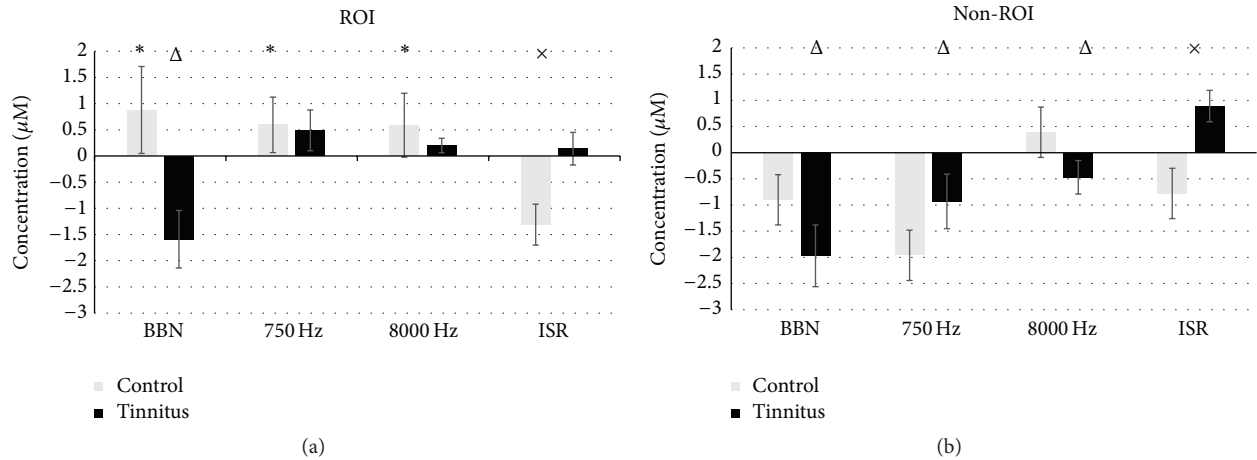 ROI
* Δ * * ×
Concentration (μM)
2
1.5
1
0.5
0
−0.5
−1
−1.5
−2
−2.5
−3
BBN 750 Hz 8000 Hz ISR
Control
Tinnitus
(a)
Non-ROI
Δ Δ Δ ×
Concentration (μM)
2
1.5
1
0.5
0
−0.5
−1
−1.5
−2
−2.5
−3
BBN 750 Hz 8000 Hz ISR
Control
Tinnitus
(b)